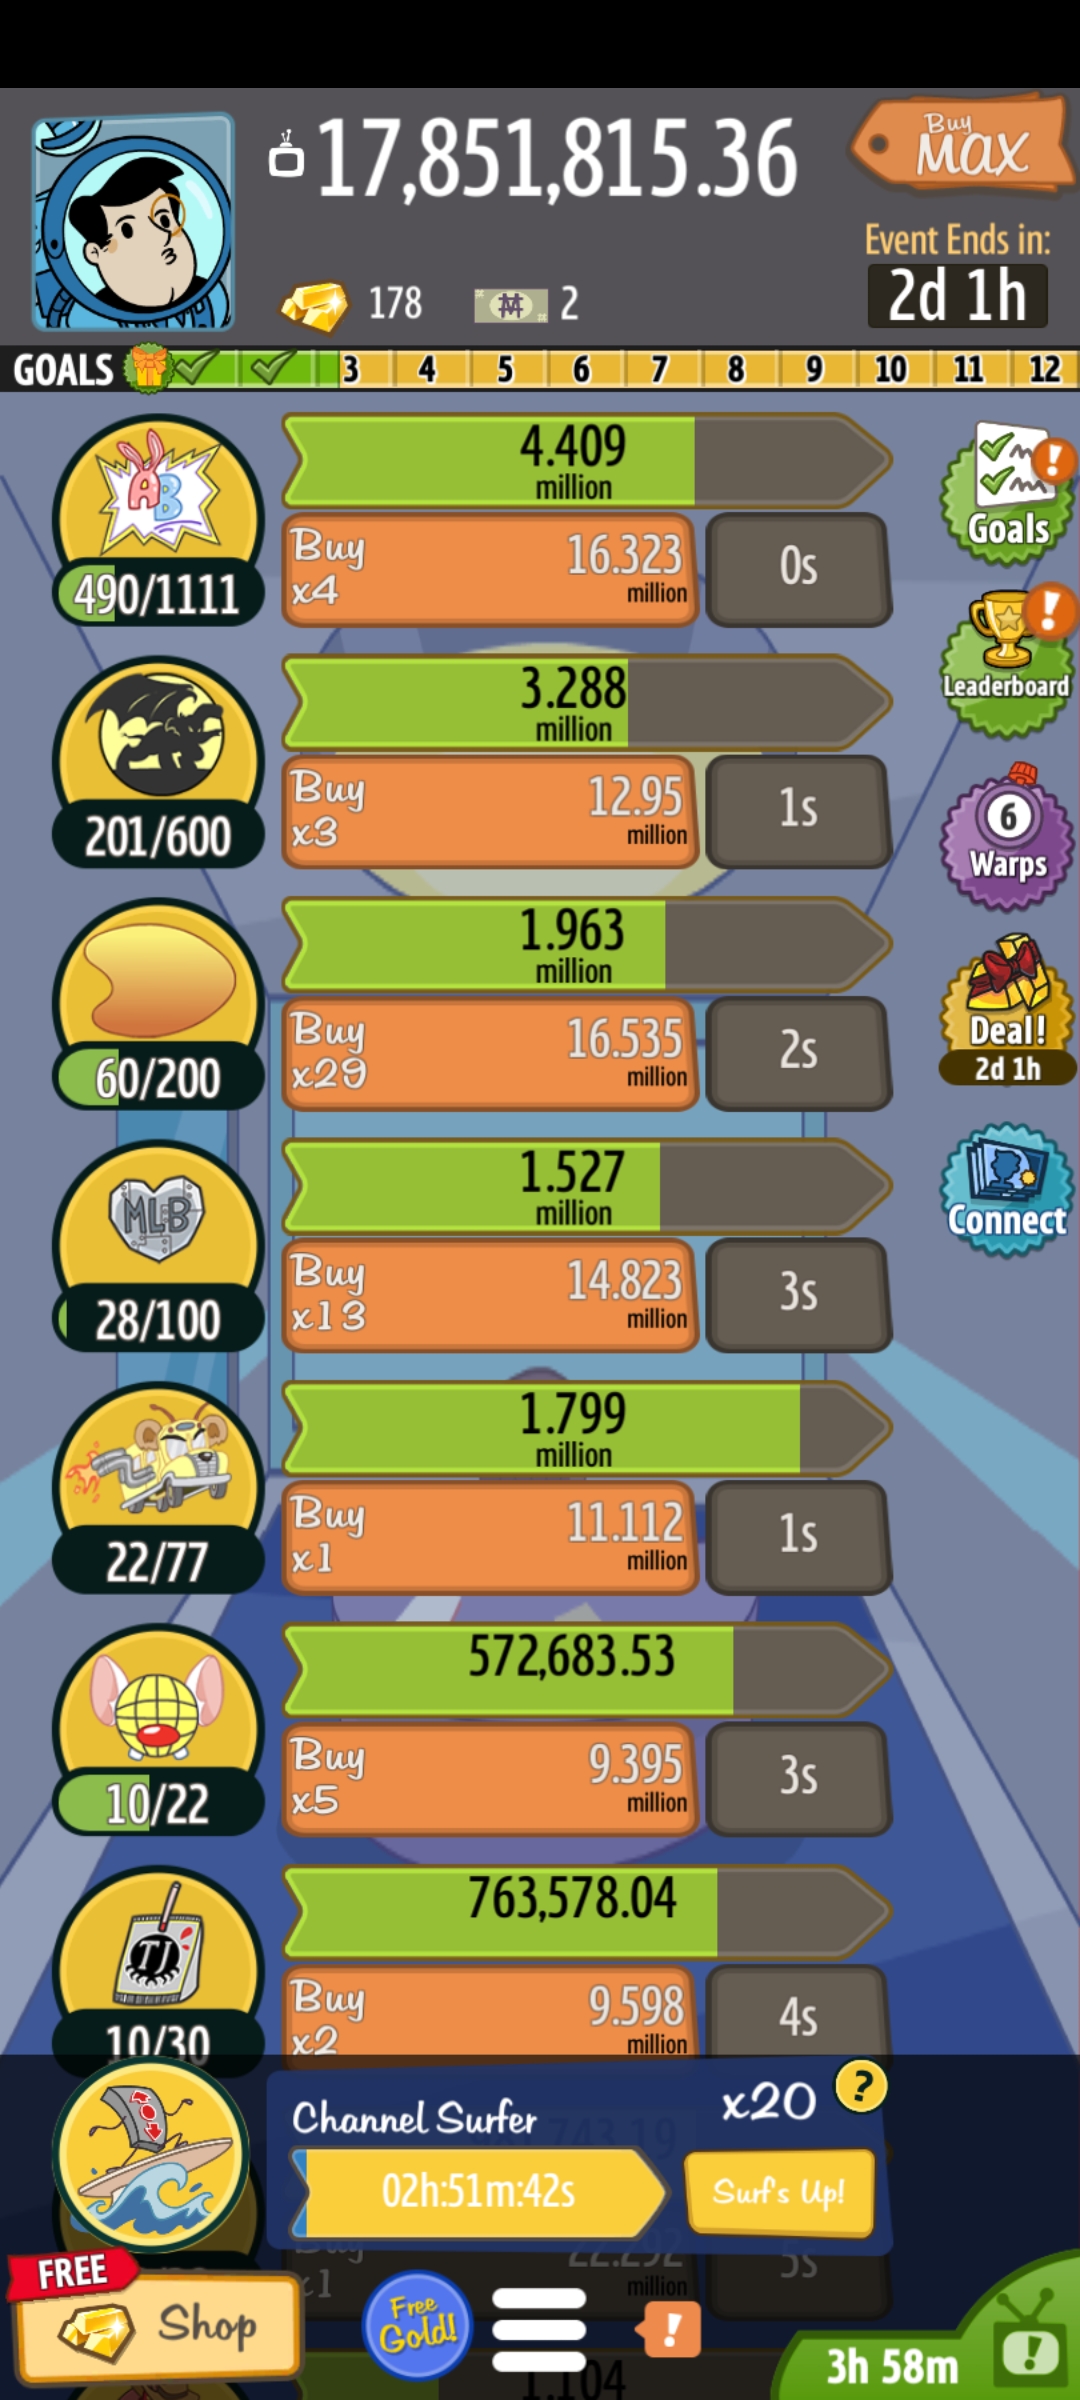 17,851,815.36
Buy
MAX
Event Ends in:
2d 1h
178
2
GOALS 3 4 5 6 7 8 9 10 11 12
AB
490/1111
4.409
million
Buy
x4
16.323
million
0s
Goals
201/600
3.288
million
Buy
x3
12.95
million
1s
Leaderboard
6
Warps
60/200
1.963
million
Buy
x29
16.535
million
2s
Deal!
2d 1h
MLB
28/100
1.527
million
Buy
x13
14.823
million
3s
Connect
22/77
1.799
million
Buy
x1
11.112
million
1s
10/22
572,683.53
Buy
x5
9.395
million
3s
TJ
10/30
763,578.04
Buy
x2
9.598
million
4s
Channel Surfer
x20
?
02h:51m:42s
Surf's Up!
Buy
x1
22.292
million
5s
FREE
Shop
Free
Gold!
!
1.104
3h 58m
!